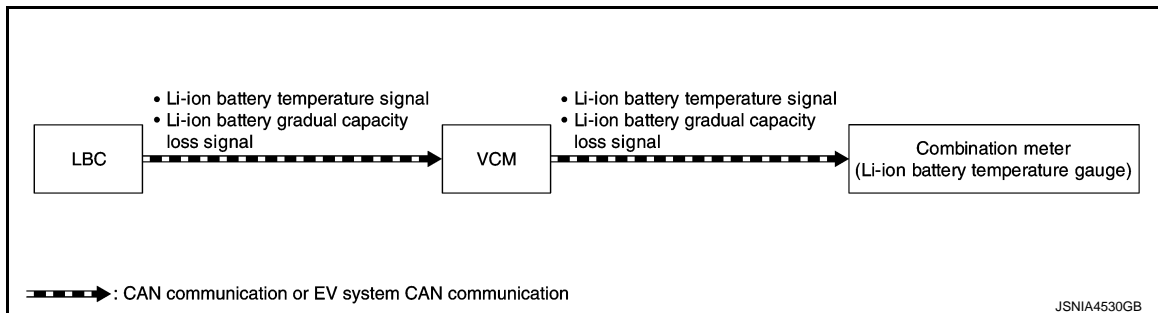 • Li-ion battery temperature signal
• Li-ion battery gradual capacity
loss signal
• Li-ion battery temperature signal
• Li-ion battery gradual capacity
loss signal
LBC
VCM
Combination meter
(Li-ion battery temperature gauge)
: CAN communication or EV system CAN communication
JSNIA4530GB